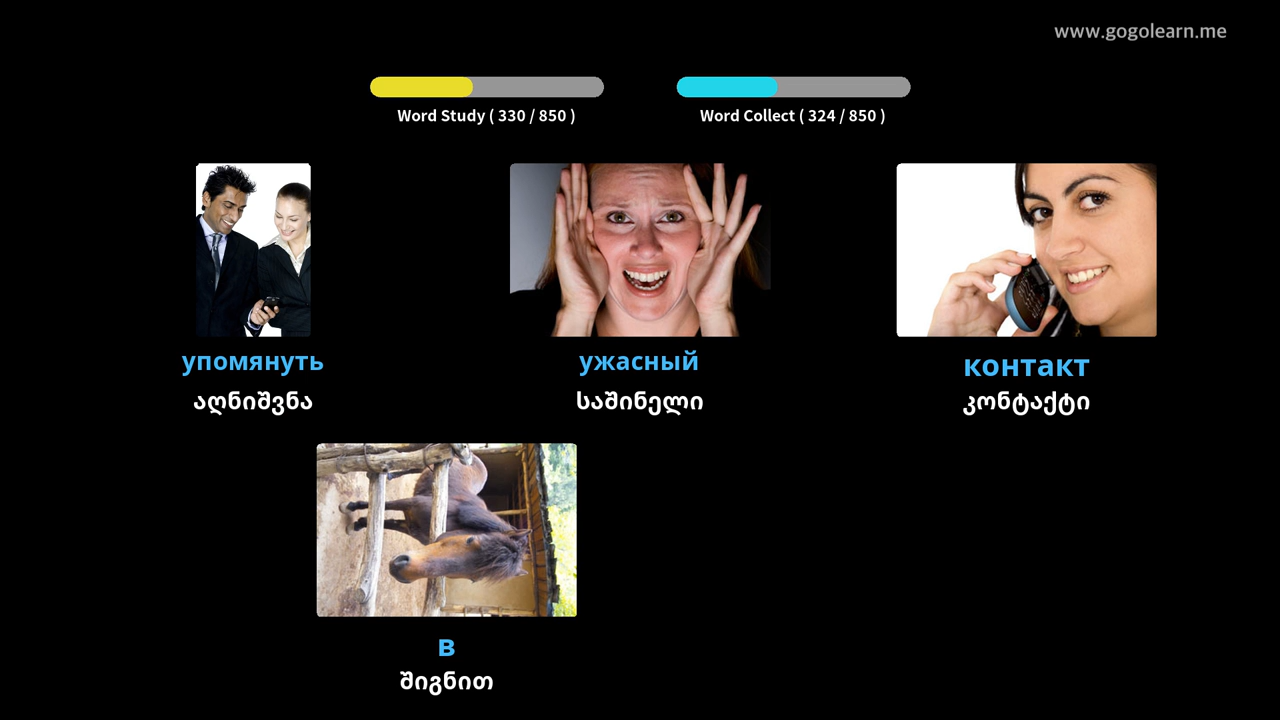 www.gogolearn.me
Word Study ( 330 / 850 )
Word Collect ( 324 / 850 )
упомянуть
აღნიშვნა
ужасный
საშინელი
контакт
კონტაქტი
в
შიგნით